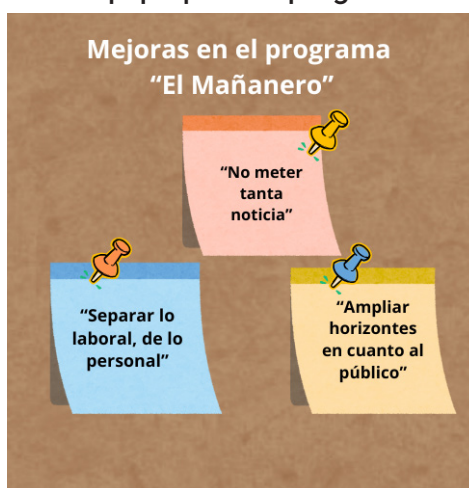 Mejoras en el programa
“El Mañanero”
“No meter
tanta
noticia”
“Separar lo
laboral, de lo
personal”
“Ampliar
horizontes
en cuanto al
público”